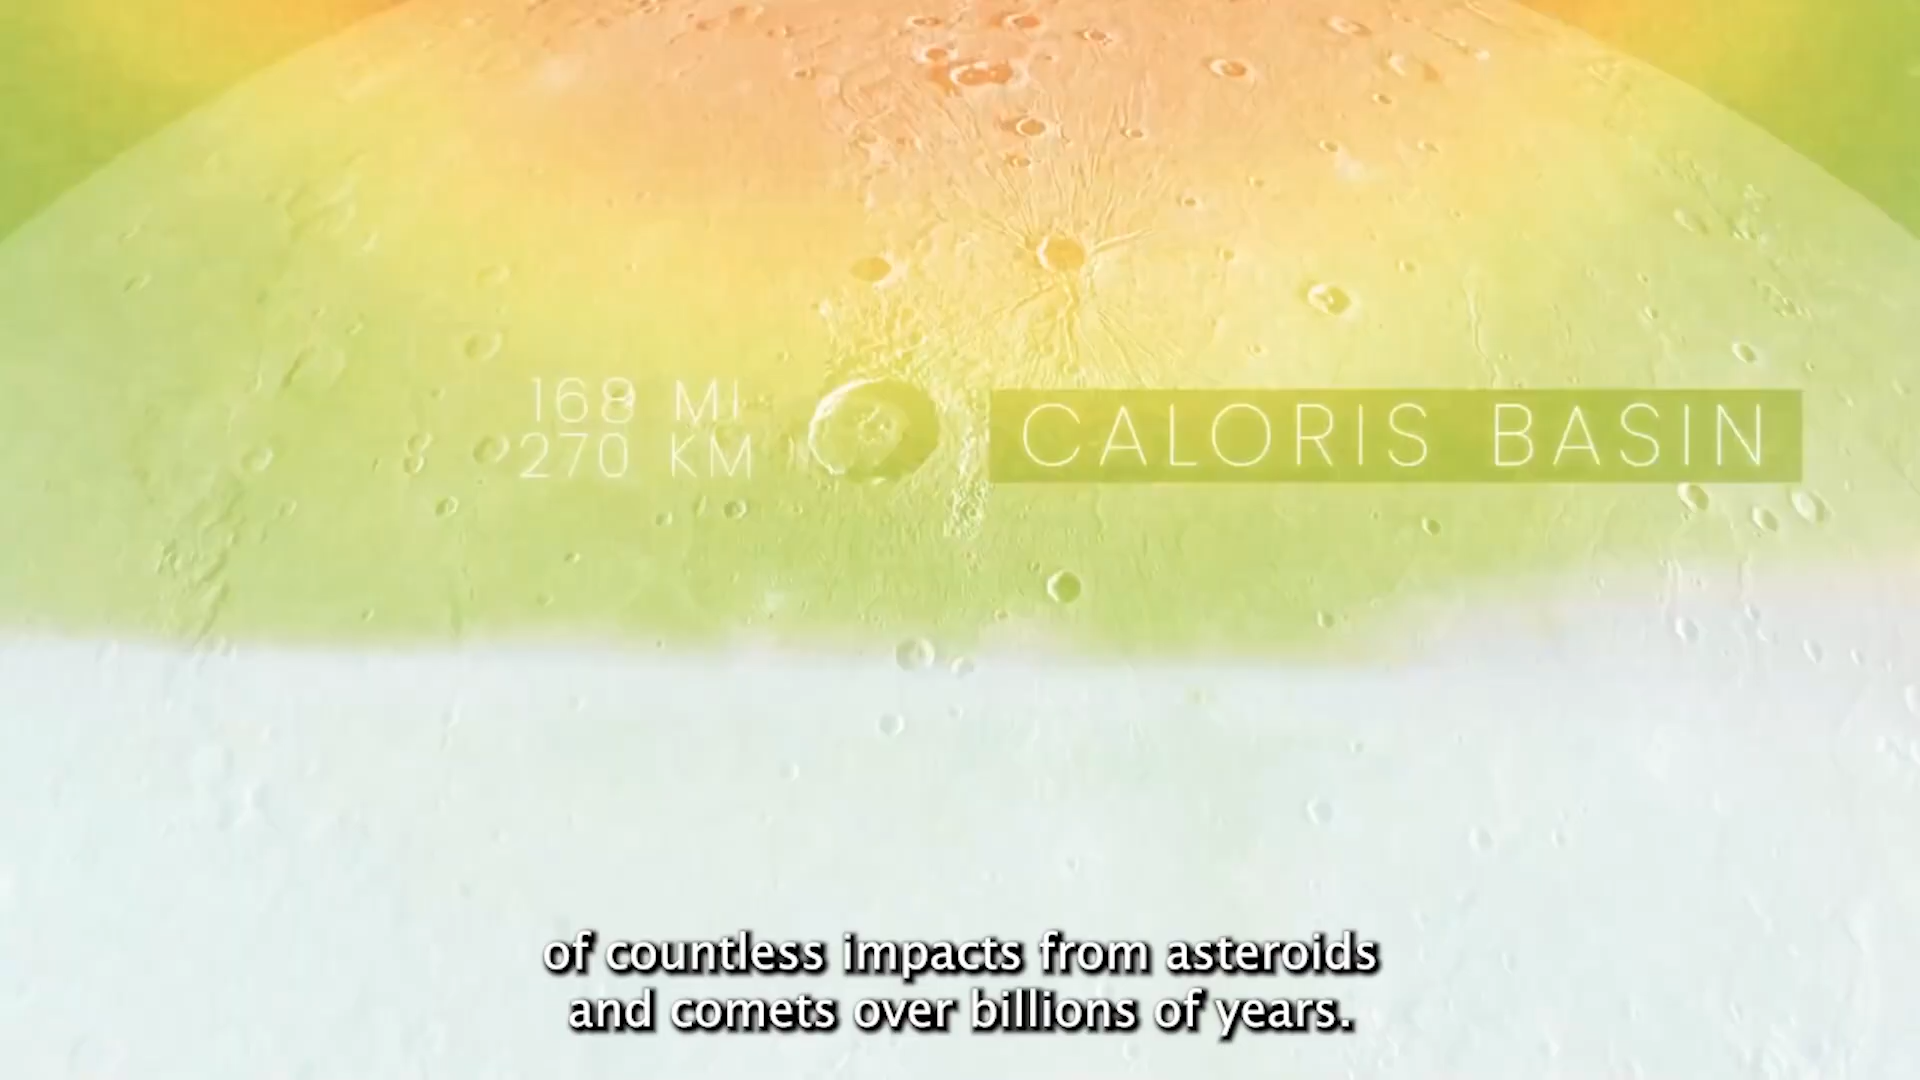 168 MI
270 KM
CALORIS BASIN
of countless impacts from asteroids
and comets over billions of years.